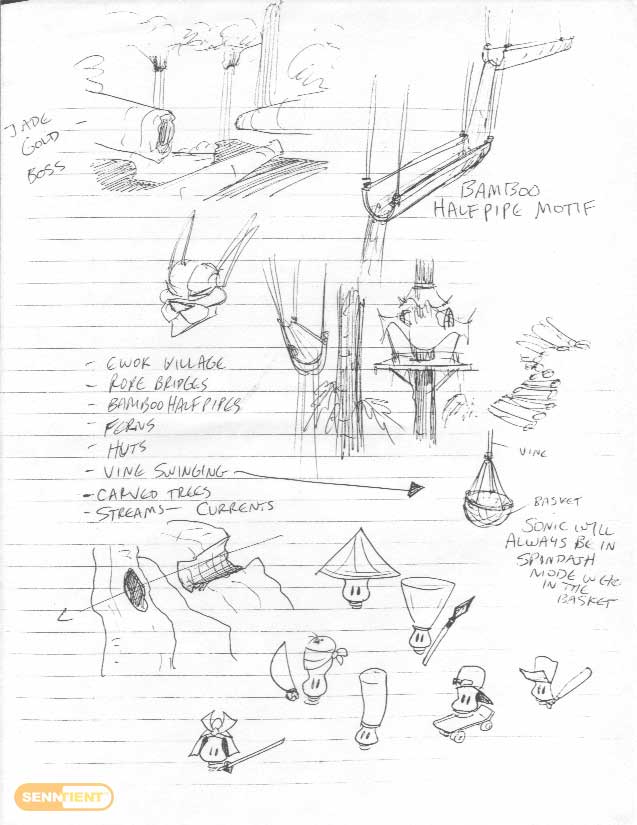 JADE
GOLD
BOSS
BAMBOO
HALFPIPE MOTIF
- EWOK VILLAGE
- ROPE BRIDGES
- BAMBOO HALFPIPES
- FERNS
- HUTS
- VINE SWINGING
- CARVED TREES
- STREAMS - CURRENTS
VINE
BASKET
SONIC WILL
ALWAYS BE IN
SPINDASH
MODE WHEN
IN THE
BASKET
SENNTIENT